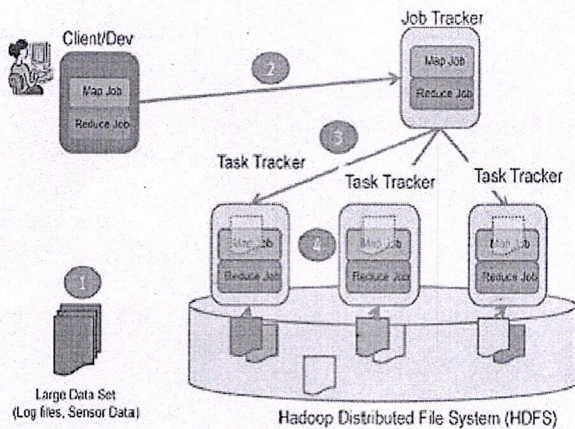 Client/Dev
Map Job
Reduce Job
2
Job Tracker
Map Job
Reduce Job
3
Task Tracker
Task Tracker
Task Tracker
Map Job
Reduce Job
4
Map Job
Reduce Job
Map Job
Reduce Job
1
Large Data Set
(Log files, Sensor Data)
Hadoop Distributed File System (HDFS)